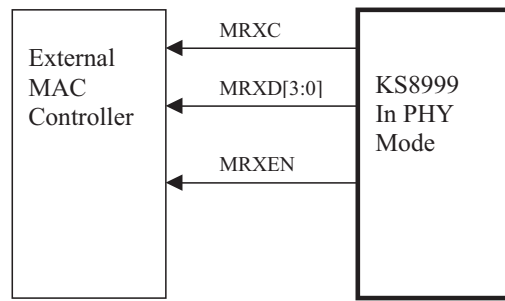 External
MAC
Controller
MRXC
MRXD[3:0]
MRXEN
KS8999
In PHY
Mode